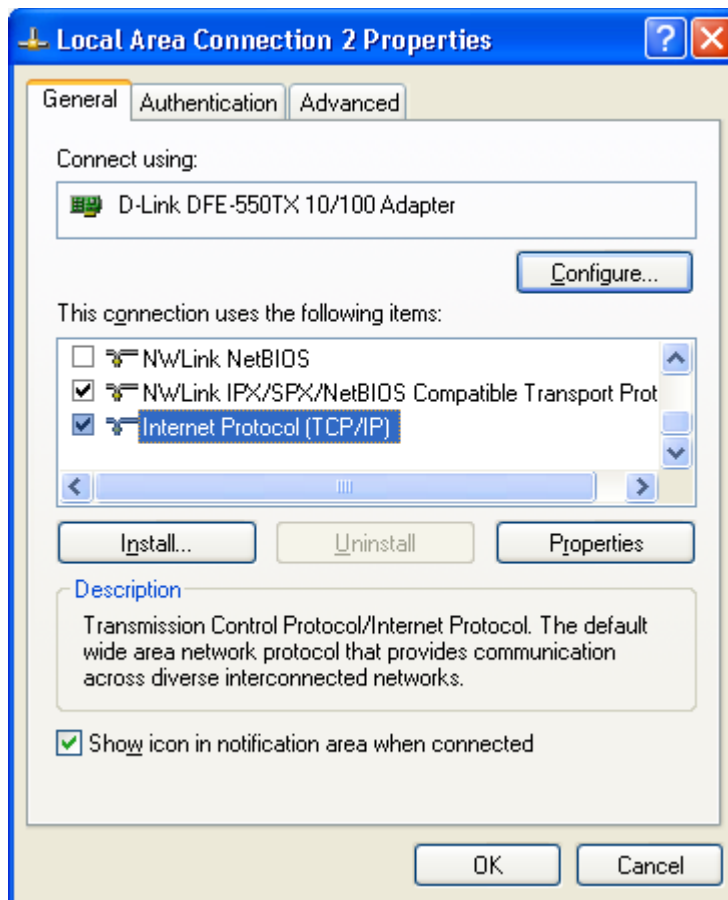 Local Area Connection 2 Properties
General Authentication Advanced
Connect using:
D-Link DFE-550TX 10/100 Adapter
Configure...
This connection uses the following items:
NWLink NetBIOS
NWLink IPX/SPX/NetBIOS Compatible Transport Prot
Internet Protocol (TCP/IP)
Install... Uninstall Properties
Description
Transmission Control Protocol/Internet Protocol. The default
wide area network protocol that provides communication
across diverse interconnected networks.
Show icon in notification area when connected
OK Cancel